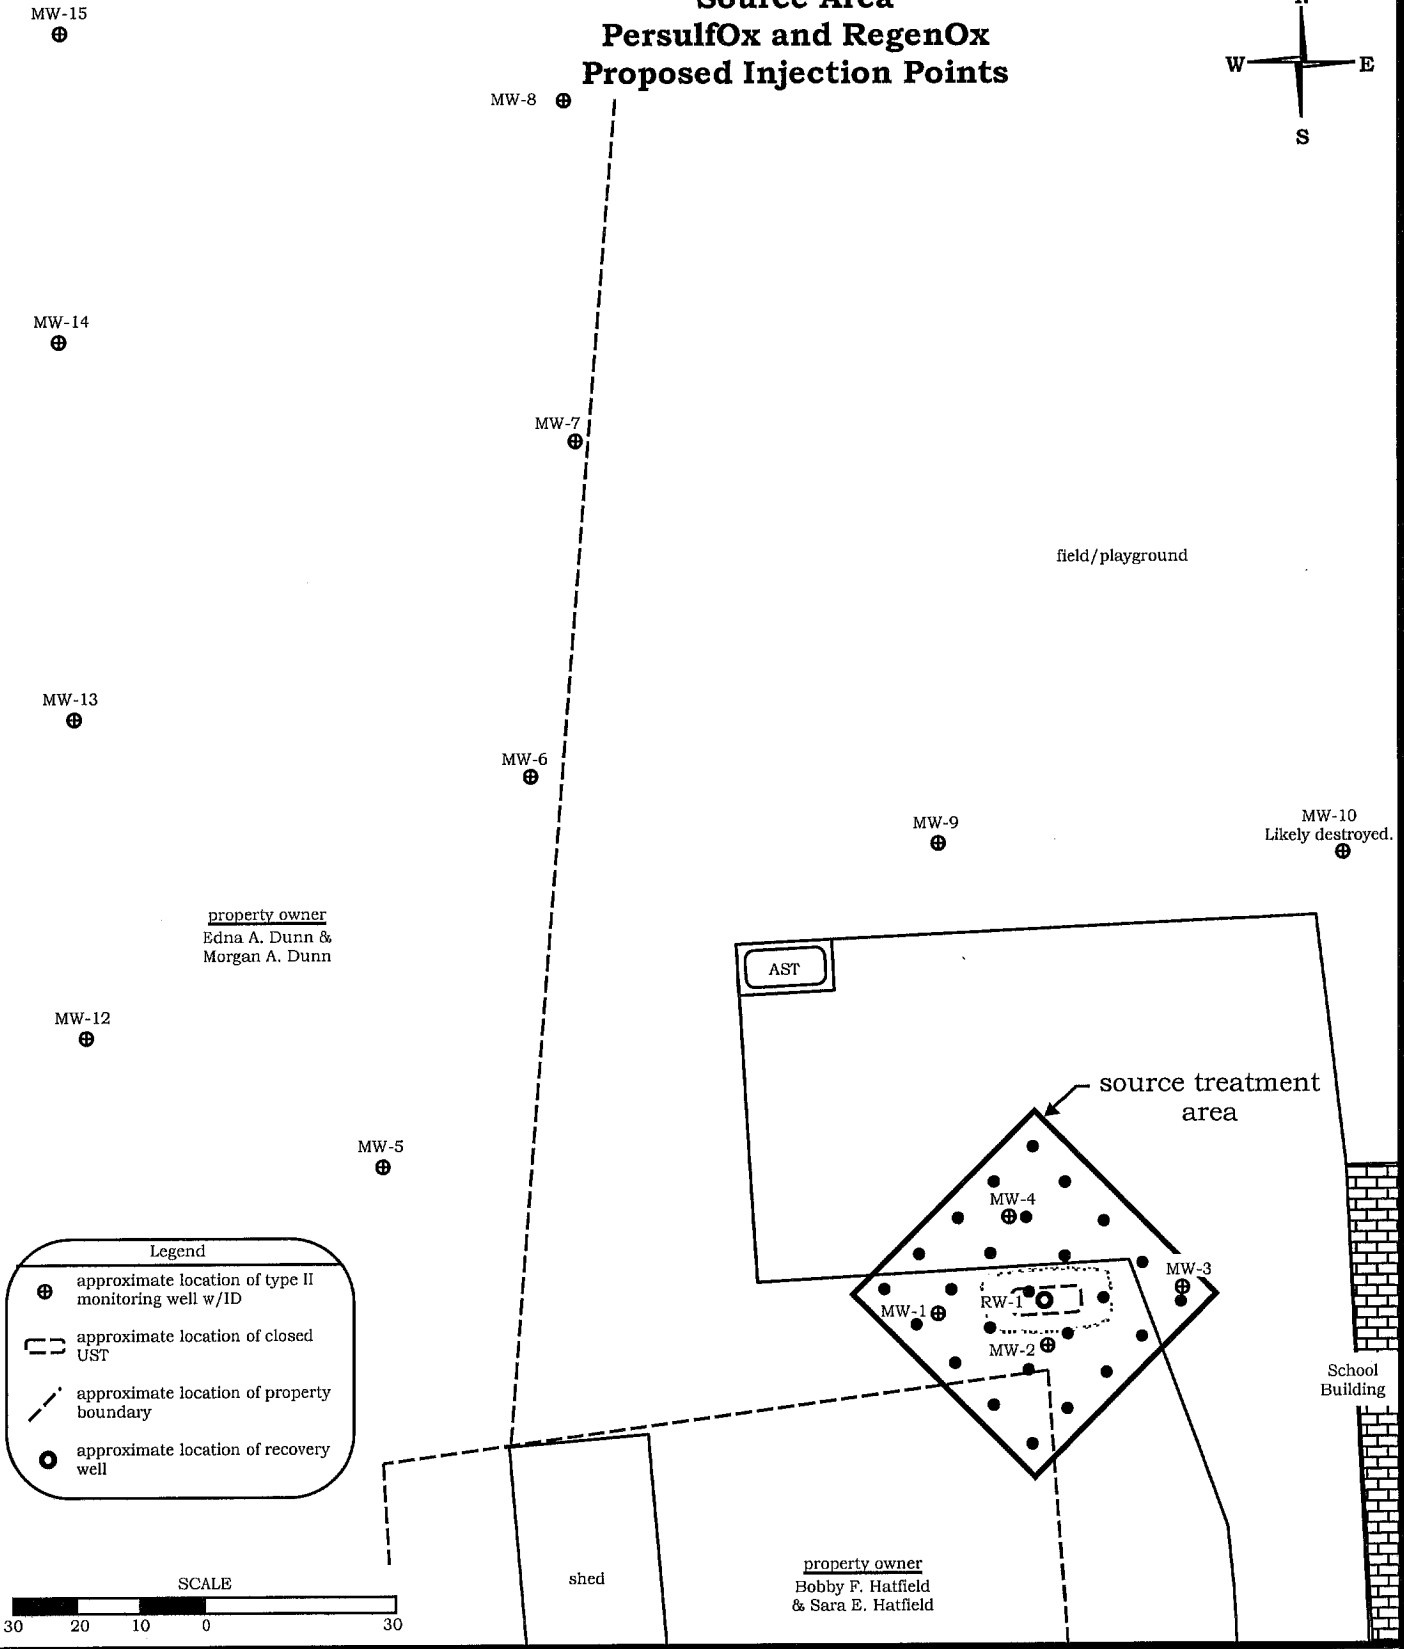 Source Area
PersulfOx and RegenOx
Proposed Injection Points
N
W
E
S
MW-15
MW-8
MW-14
MW-7
field/playground
MW-13
MW-6
MW-9
MW-10
Likely destroyed.
property owner
Edna A. Dunn &
Morgan A. Dunn
AST
MW-12
source treatment
area
MW-5
MW-4
MW-3
RW-1
MW-1
MW-2
School
Building
Legend
approximate location of type II
monitoring well w/ID
approximate location of closed
UST
approximate location of property
boundary
approximate location of recovery
well
shed
property owner
Bobby F. Hatfield
& Sara E. Hatfield
SCALE
30 20 10 0 30